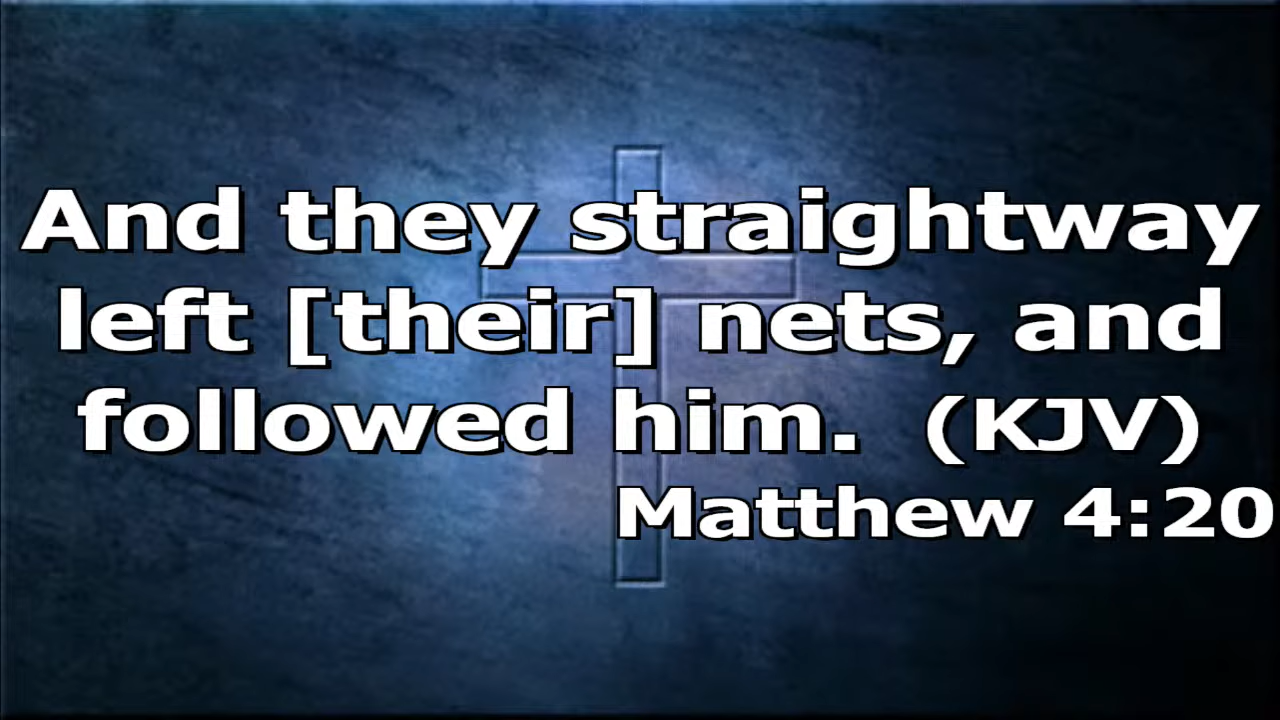 And they straightway
left [their] nets, and
followed him.  (KJV)
Matthew 4:20